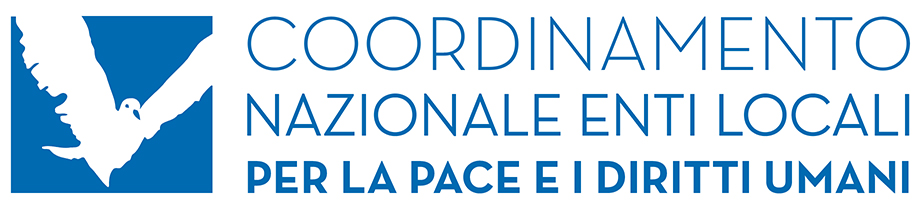 COORDINAMENTO
NAZIONALE ENTI LOCALI
PER LA PACE E I DIRITTI UMANI